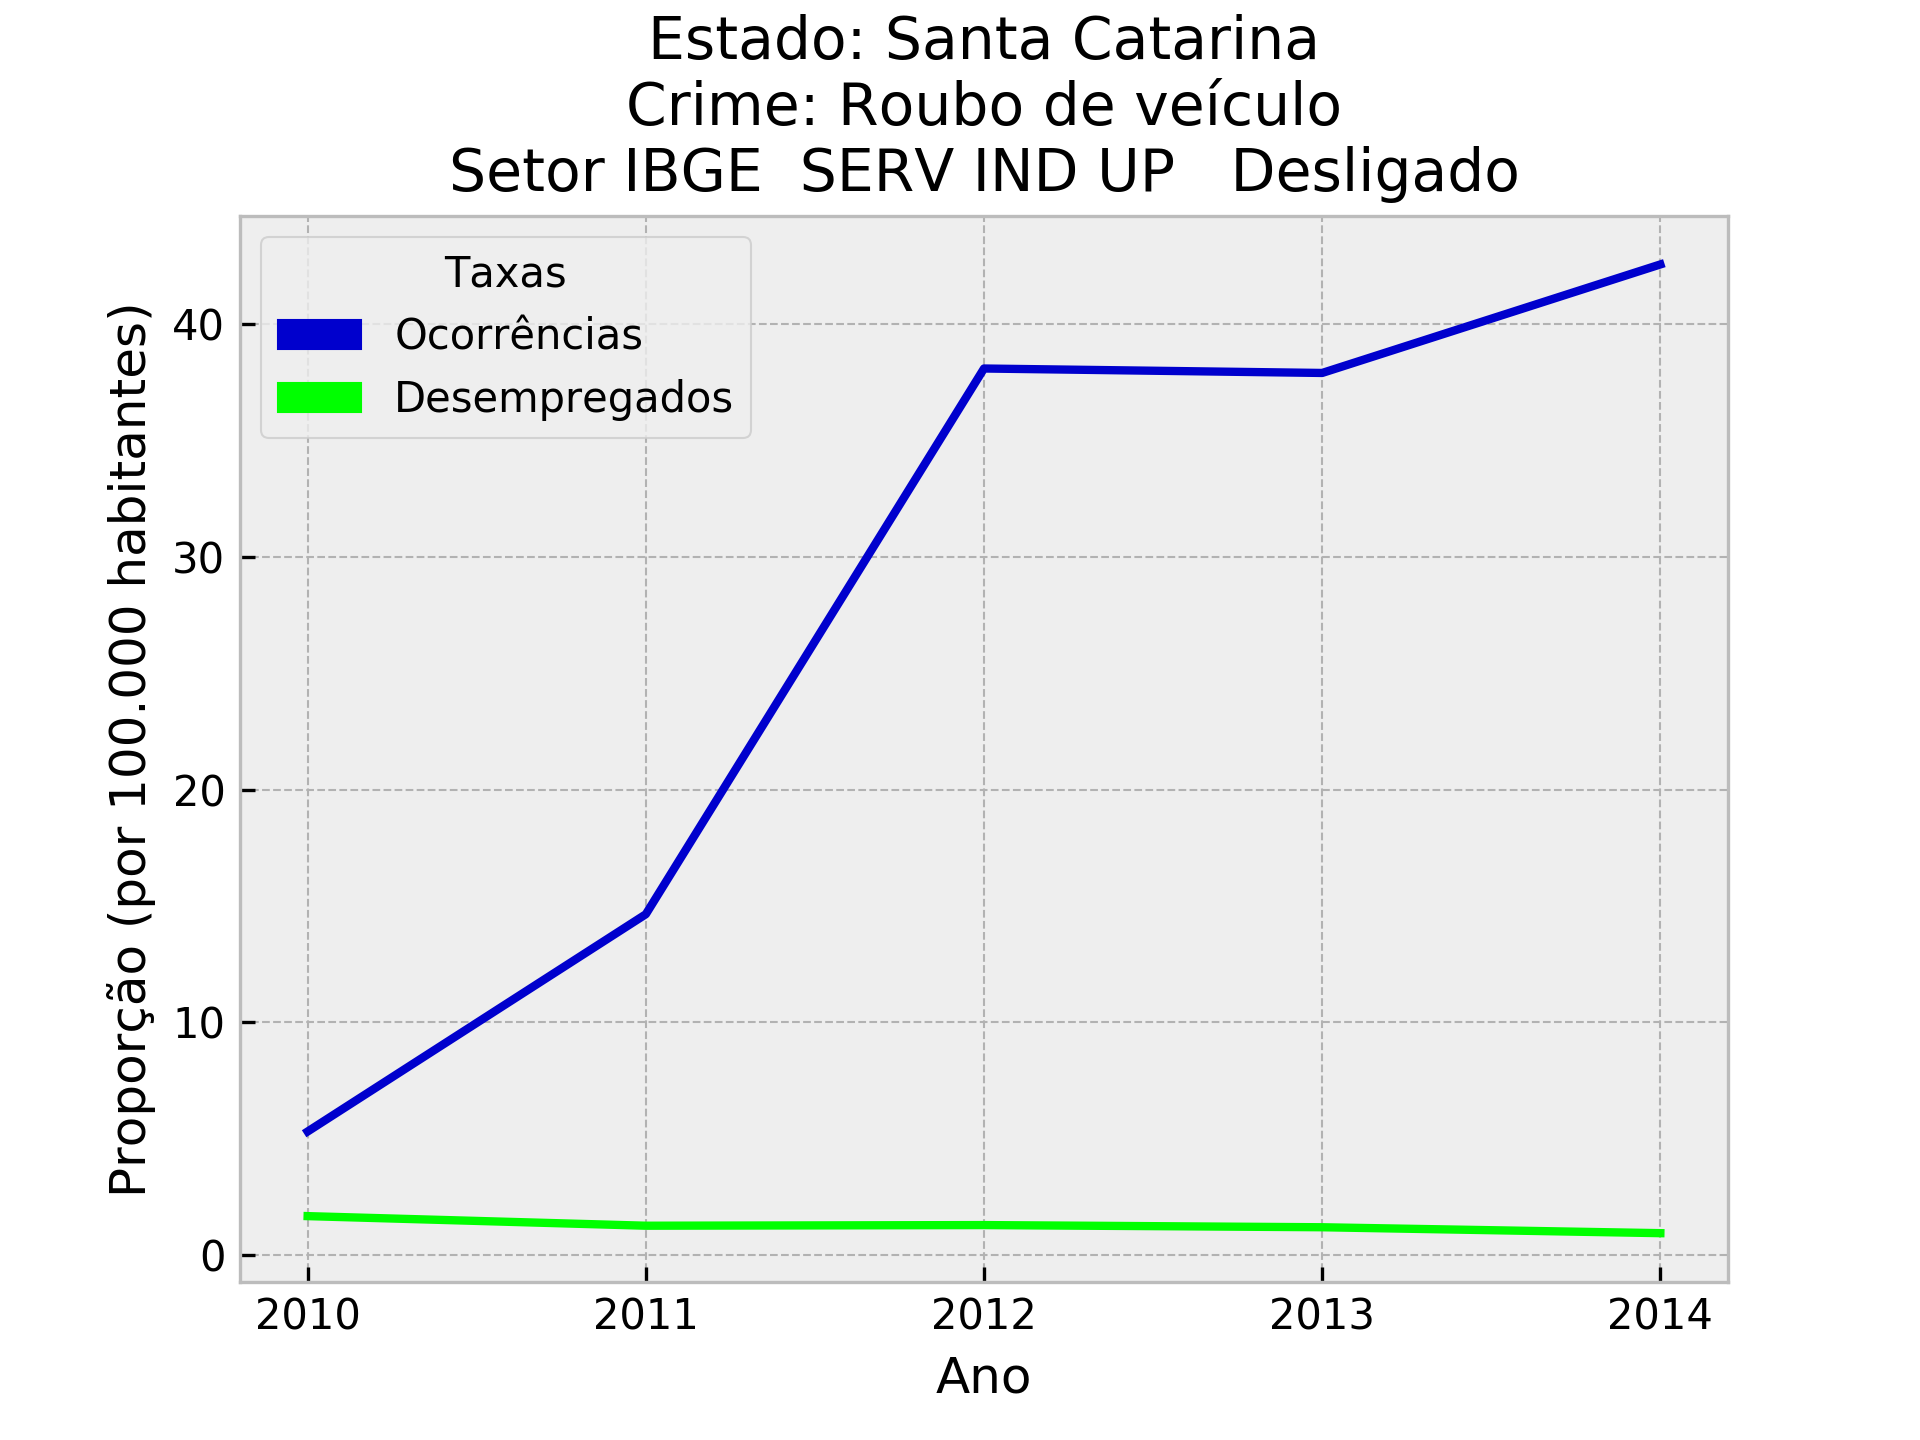 Estado: Santa Catarina
Crime: Roubo de veículo
Setor IBGE  SERV IND UP   Desligado
Taxas
Ocorrências
Desempregados
Proporção (por 100.000 habitantes)
40
30
20
10
0
2010 2011 2012 2013 2014
Ano